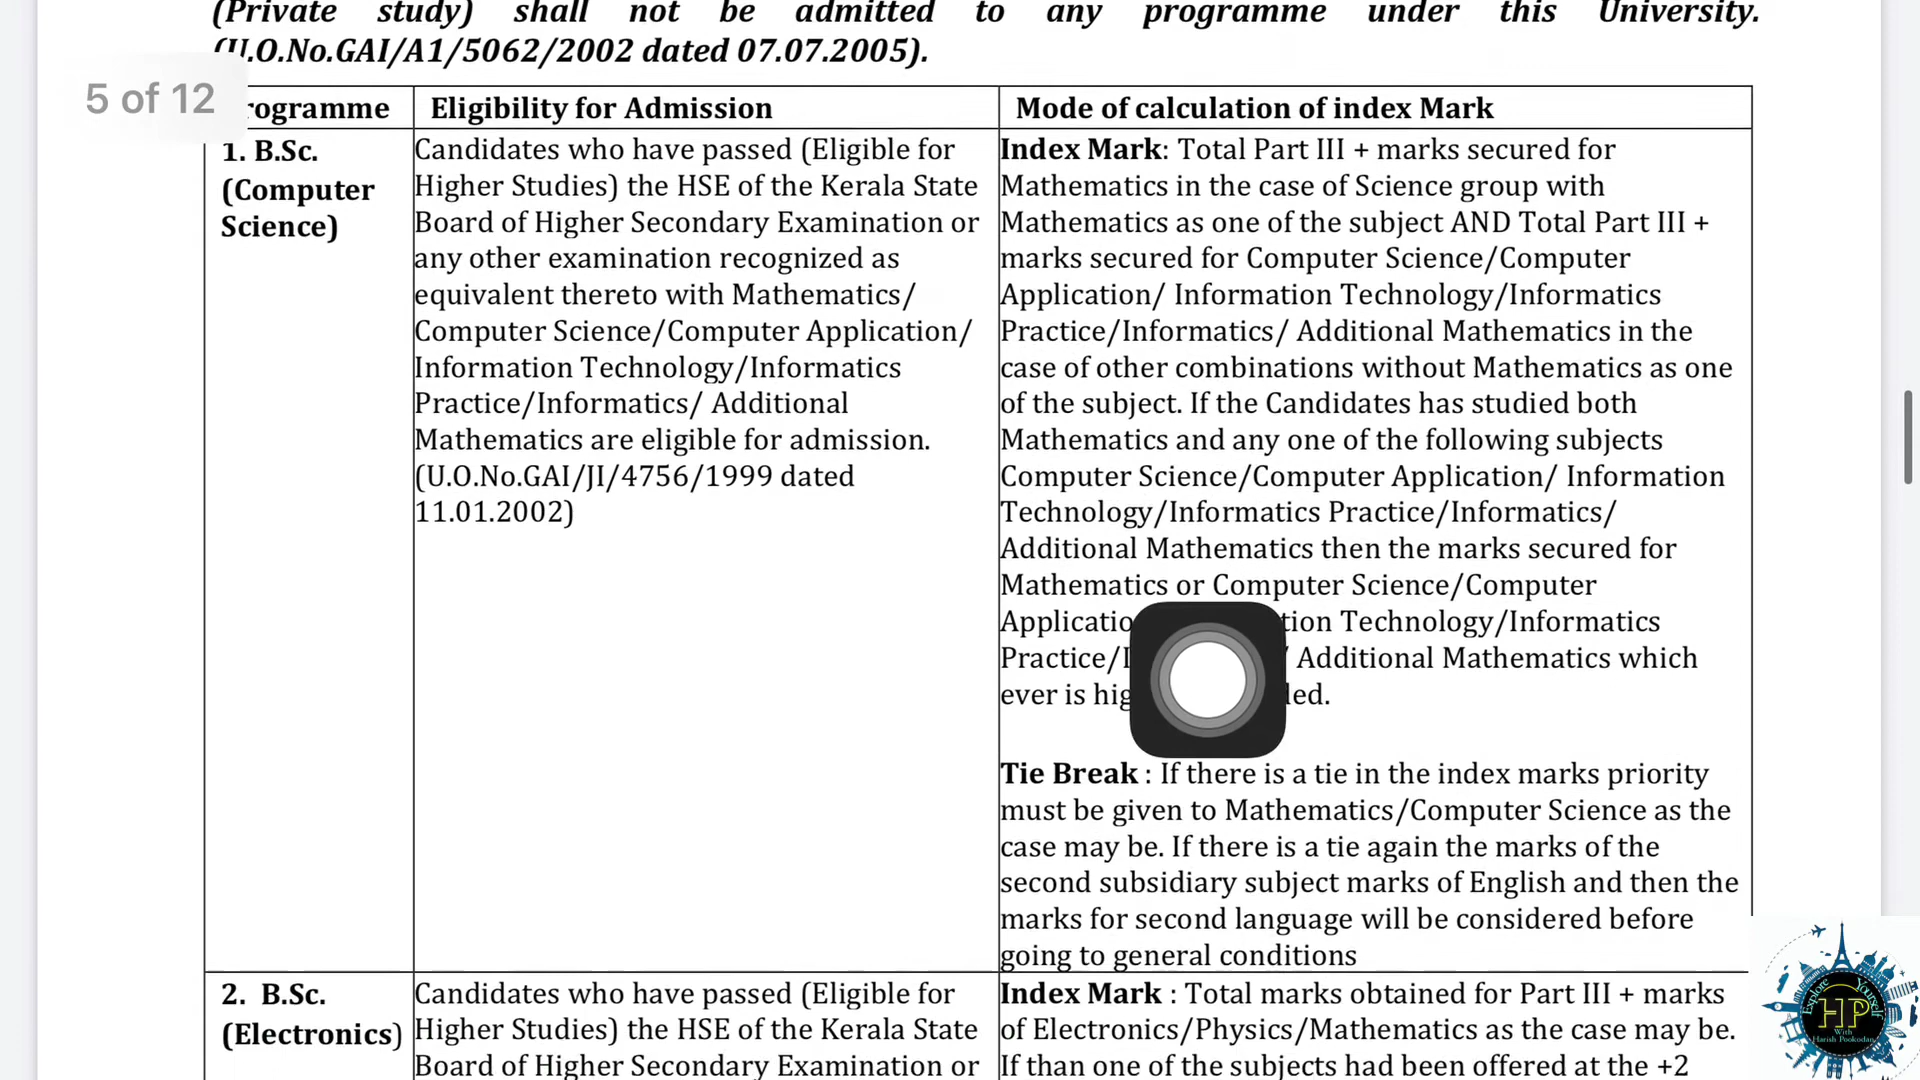 (Private study) shall not be admitted to any programme under this University.
(U.O.No.GAI/A1/5062/2002 dated 07.07.2005).
5 of 12
rogramme
Eligibility for Admission
Mode of calculation of index Mark
1. B.Sc.
(Computer
Science)
Candidates who have passed (Eligible for
Higher Studies) the HSE of the Kerala State
Board of Higher Secondary Examination or
any other examination recognized as
equivalent thereto with Mathematics/
Computer Science/Computer Application/
Information Technology/Informatics
Practice/Informatics/ Additional
Mathematics are eligible for admission.
(U.O.No.GAI/JI/4756/1999 dated
11.01.2002)
Index Mark: Total Part III + marks secured for
Mathematics in the case of Science group with
Mathematics as one of the subject AND Total Part III +
marks secured for Computer Science/Computer
Application/ Information Technology/Informatics
Practice/Informatics/ Additional Mathematics in the
case of other combinations without Mathematics as one
of the subject. If the Candidates has studied both
Mathematics and any one of the following subjects
Computer Science/Computer Application/ Information
Technology/Informatics Practice/Informatics/
Additional Mathematics then the marks secured for
Mathematics or Computer Science/Computer
Technology/Informatics
Additional Mathematics which
ever is
Tie Break : If there is a tie in the index marks priority
must be given to Mathematics/Computer Science as the
case may be. If there is a tie again the marks of the
second subsidiary subject marks of English and then the
marks for second language will be considered before
going to general conditions
2. B.Sc.
(Electronics)
Candidates who have passed (Eligible for
Higher Studies) the HSE of the Kerala State
Board of Higher Secondary Examination or
Index Mark : Total marks obtained for Part III + marks
of Electronics/Physics/Mathematics as the case may be.
If than one of the subjects had been offered at the +2
Explore Yourself
HP
With
Harish Pookodan